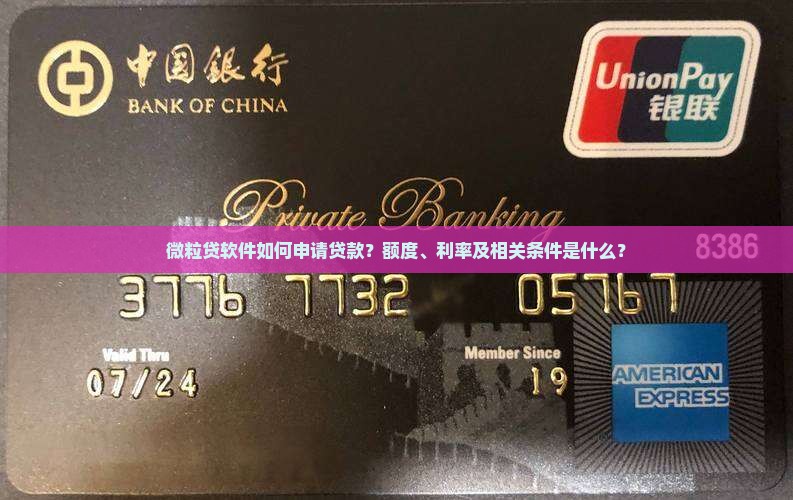 中国银行
BANK OF CHINA
UnionPay
银联
Private Banking
微粒贷软件如何申请贷款？额度、利率及相关条件是什么？
8386
3776 7732 05767
Valid Thru
Member Since
07/24
19
AMERICAN
EXPRESS